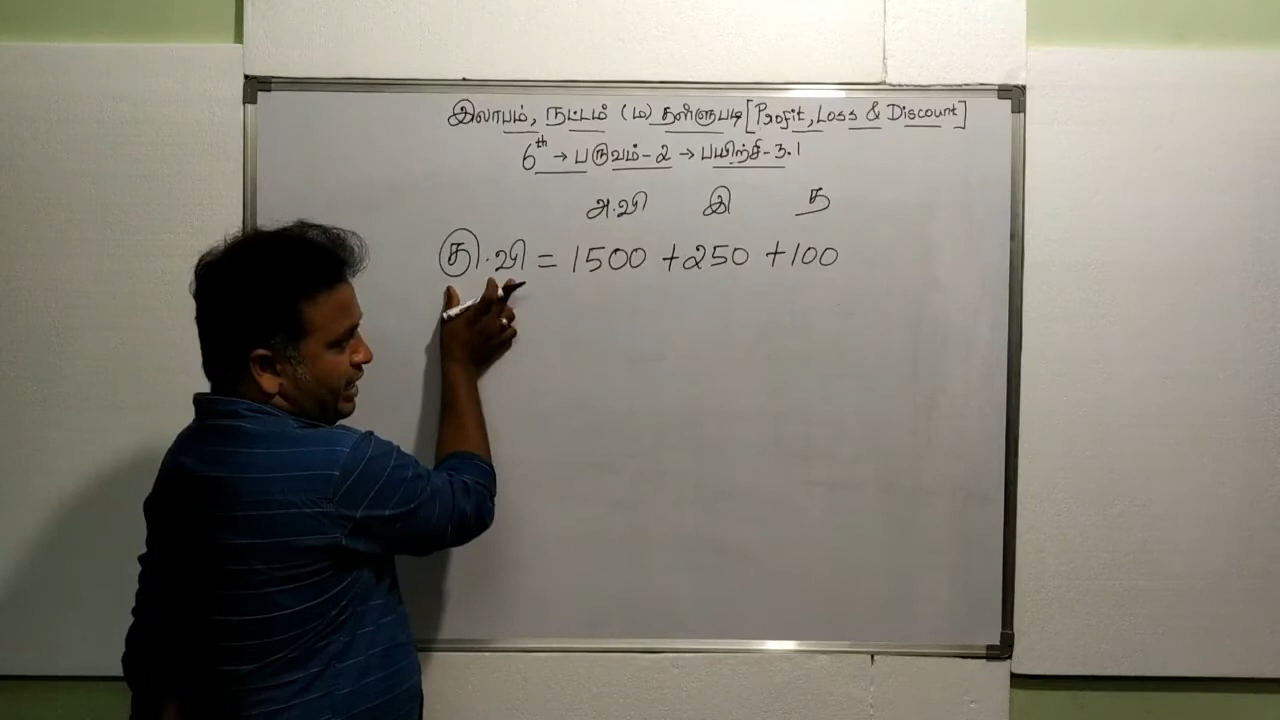 இலாபம், நட்டம் (ம) தள்ளுபடி [Profit, Loss & Discount]
6th → பருவம்-2 → பயிற்சி-3.1
அ.வி இ த
கு.வி = 1500 + 250 + 100